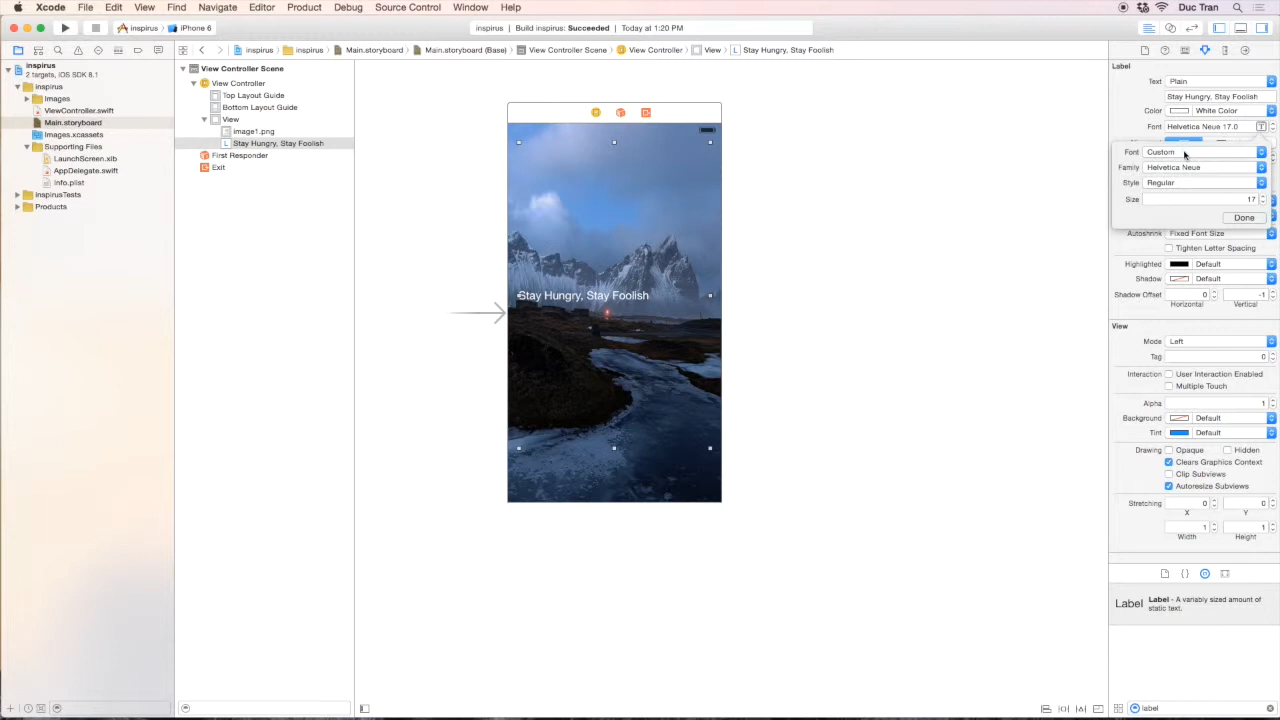 Xcode File Edit View Find Navigate Editor Product Debug Source Control Window Help Duc Tran
inspirus iPhone 6 inspirus | Build inspirus: Succeeded | Today at 1:20 PM
inspirus inspirus Main.storyboard Main.storyboard (Base) View Controller Scene View Controller View L Stay Hungry, Stay Foolish
inspirus
2 targets, iOS SDK 8.1
inspirus
Images
ViewController.swift
Main.storyboard
Images.xcassets
Supporting Files
LaunchScreen.xib
AppDelegate.swift
Info.plist
inspirusTests
Products
View Controller Scene
View Controller
Top Layout Guide
Bottom Layout Guide
View
image1.png
L Stay Hungry, Stay Foolish
First Responder
Exit
Stay Hungry, Stay Foolish
Label
Text Plain
Stay Hungry, Stay Foolish
Color White Color
Font Helvetica Neue 17.0 T
Font Custom
Family Helvetica Neue
Style Regular
Size 17
Done
Autoshrink Fixed Font Size
Tighten Letter Spacing
Highlighted Default
Shadow Default
Shadow Offset 0 -1
Horizontal Vertical
View
Mode Left
Tag 0
Interaction User Interaction Enabled
Multiple Touch
Alpha 1
Background Default
Tint Default
Drawing Opaque Hidden
Clears Graphics Context
Clip Subviews
Autoresize Subviews
Stretching 0 0
X Y
1 1
Width Height
{ }
Label Label - A variably sized amount of
static text.
label